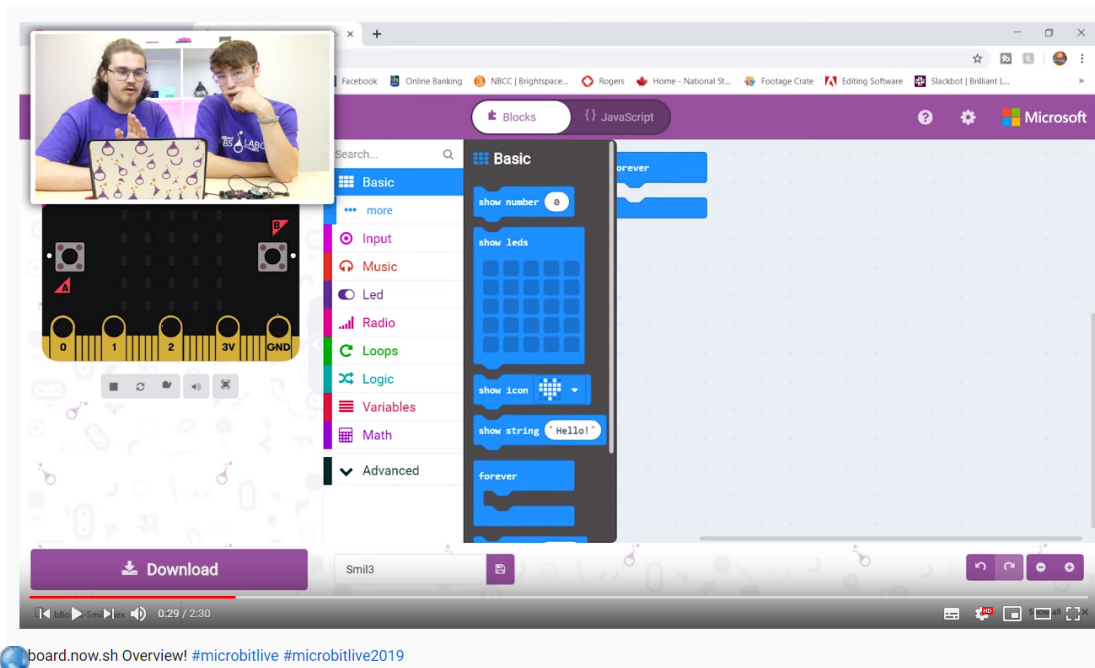 Facebook Online Banking NBCC | Brightspace... Rogers Home - National St... Footage Crate Editing Software Slackbot | Brilliant L... »
Blocks {} JavaScript ? Microsoft
Search... Basic
Basic
more
Input
Music
Led
Radio
Loops
Logic
Variables
Math
Advanced
show number 0
show leds
show icon
show string "Hello!"
forever
orever
B
A
0 1 2 3V GND
Download Smil3
0:29 / 2:30 HD
board.now.sh Overview! #microbitlive #microbitlive2019